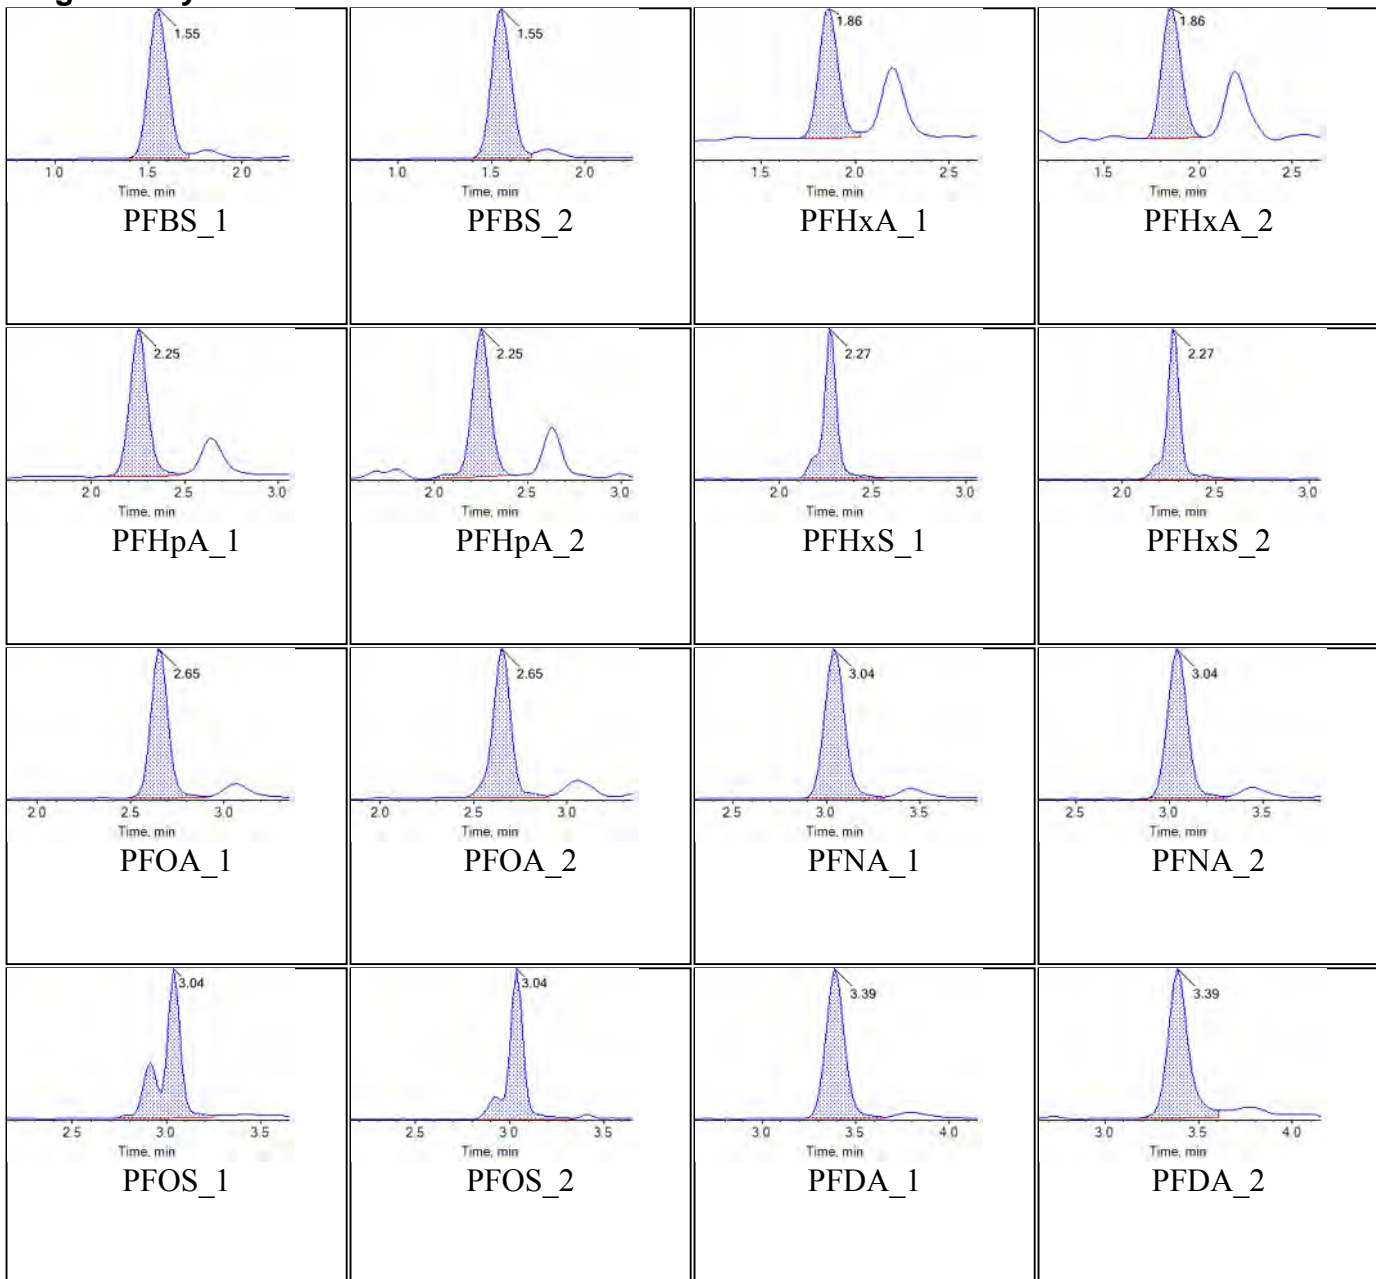 1.55 1.55 1.86 1.86
1.0 1.5 2.0 1.0 1.5 2.0 1.5 2.0 2.5 1.5 2.0 2.5
Time, min Time, min Time, min Time, min
PFBS_1 PFBS_2 PFHxA_1 PFHxA_2
2.25 2.25 2.27 2.27
2.0 2.5 3.0 2.0 2.5 3.0 2.0 2.5 3.0 2.0 2.5 3.0
Time, min Time, min Time, min Time, min
PFHpA_1 PFHpA_2 PFHxS_1 PFHxS_2
2.65 2.65 3.04 3.04
2.0 2.5 3.0 2.0 2.5 3.0 2.5 3.0 3.5 2.5 3.0 3.5
Time, min Time, min Time, min Time, min
PFOA_1 PFOA_2 PFNA_1 PFNA_2
3.04 3.04 3.39 3.39
2.5 3.0 3.5 2.5 3.0 3.5 3.0 3.5 4.0 3.0 3.5 4.0
Time, min Time, min Time, min Time, min
PFOS_1 PFOS_2 PFDA_1 PFDA_2